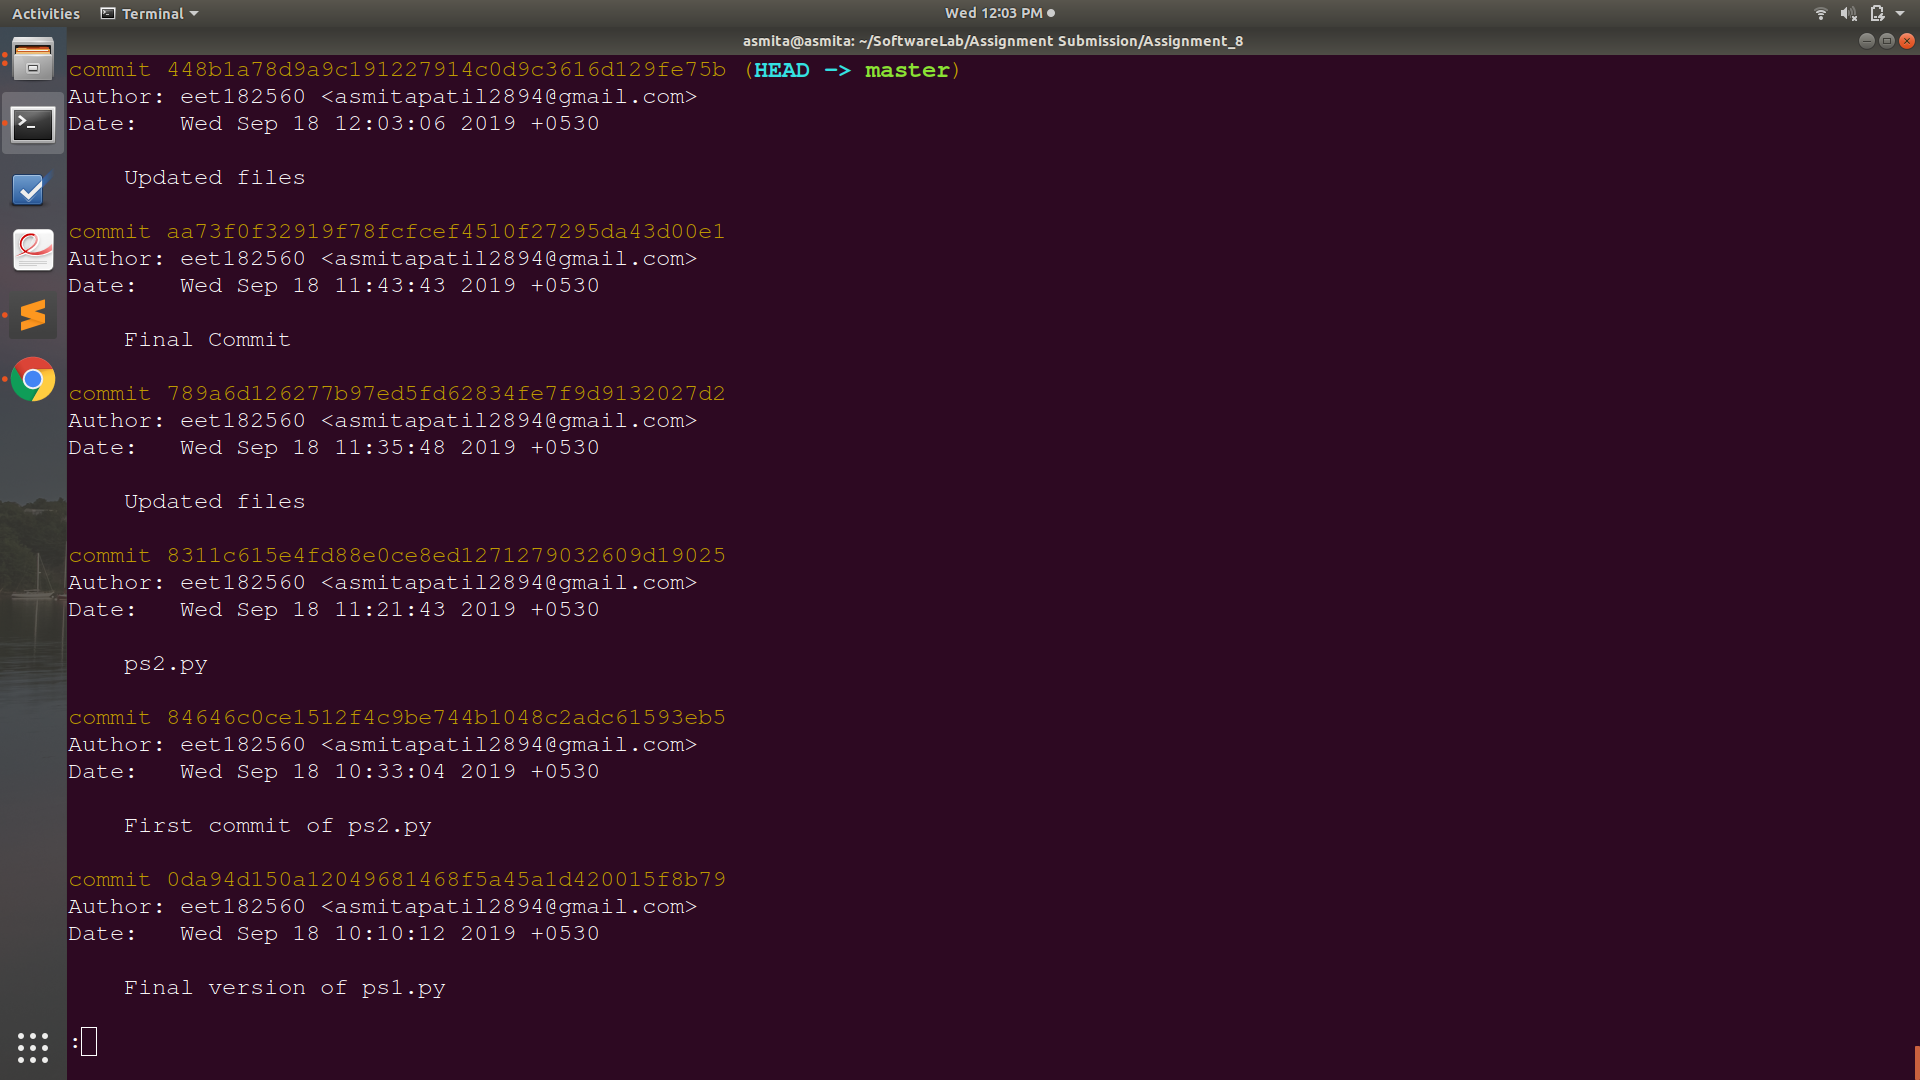 Activities Terminal Wed 12:03 PM
asmita@asmita: ~/SoftwareLab/Assignment Submission/Assignment_8
commit 448b1a78d9a9c191227914c0d9c3616d129fe75b (HEAD -> master)
Author: eet182560 <asmitapatil2894@gmail.com>
Date:   Wed Sep 18 12:03:06 2019 +0530
Updated files
commit aa73f0f32919f78fcfcef4510f27295da43d00e1
Author: eet182560 <asmitapatil2894@gmail.com>
Date:   Wed Sep 18 11:43:43 2019 +0530
Final Commit
commit 789a6d126277b97ed5fd62834fe7f9d9132027d2
Author: eet182560 <asmitapatil2894@gmail.com>
Date:   Wed Sep 18 11:35:48 2019 +0530
Updated files
commit 8311c615e4fd88e0ce8ed1271279032609d19025
Author: eet182560 <asmitapatil2894@gmail.com>
Date:   Wed Sep 18 11:21:43 2019 +0530
ps2.py
commit 84646c0ce1512f4c9be744b1048c2adc61593eb5
Author: eet182560 <asmitapatil2894@gmail.com>
Date:   Wed Sep 18 10:33:04 2019 +0530
First commit of ps2.py
commit 0da94d150a12049681468f5a45a1d420015f8b79
Author: eet182560 <asmitapatil2894@gmail.com>
Date:   Wed Sep 18 10:10:12 2019 +0530
Final version of ps1.py
: